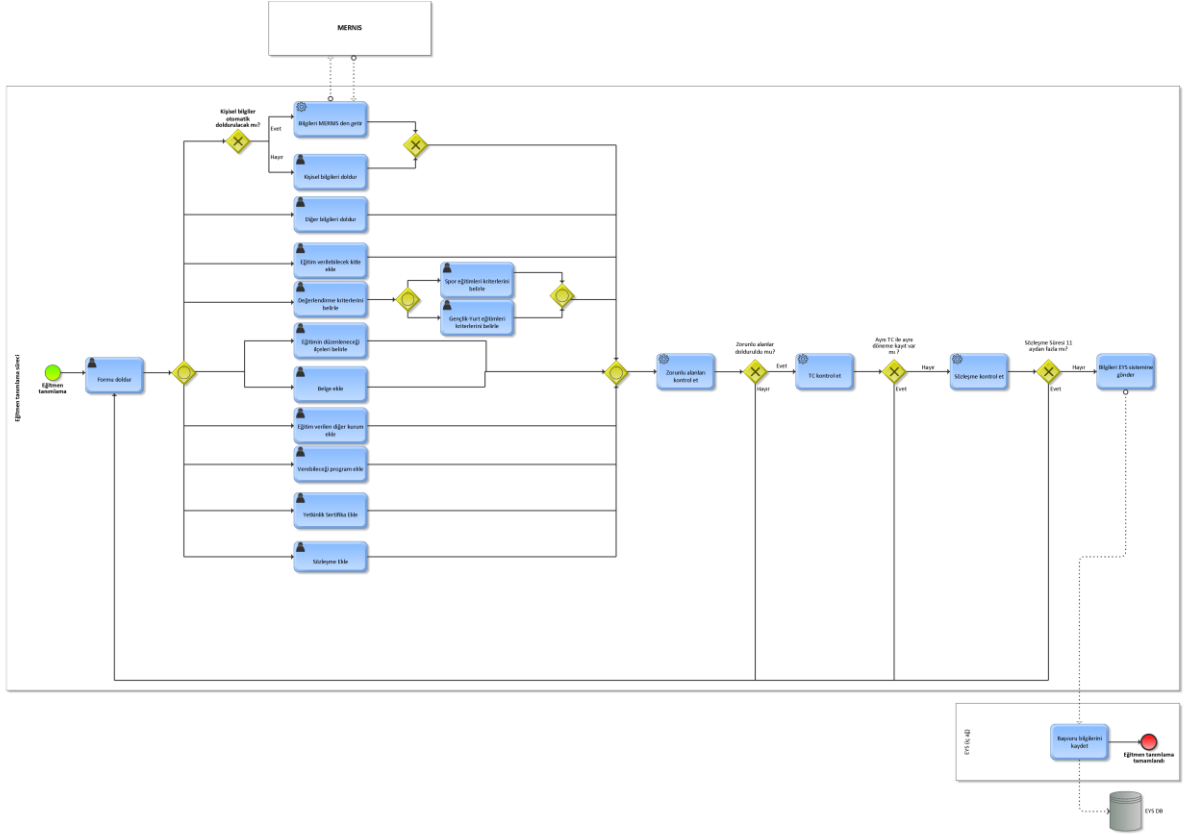 MERNIS
Kişisel bilgiler
otomatik
doldurulacak mı?
Evet
Hayır
Bilgileri MERNIS den getir
Kişisel bilgileri doldur
Diğer bilgileri doldur
Eğitim verilebilecek kitle
ekle
Değerlendirme kriterlerini
belirle
Spor eğitimleri kriterlerini
belirle
Gençlik-Yurt eğitimleri
kriterlerini belirle
Eğitimin düzenleneceği
ilçeleri belirle
Belge ekle
Eğitim verilen diğer kurum
ekle
Verebileceği program ekle
Yetkinlik Sertifika Ekle
Sözleşme Ekle
Eğitmen tanımlama süreci
Eğitmen
tanımlama
Formu doldur
Zorunlu alanları
kontrol et
Zorunlu alanlar
dolduruldu mu?
Evet
Hayır
TC kontrol et
Aynı TC ile aynı
döneme kayıt var
mı ?
Hayır
Evet
Sözleşme kontrol et
Sözleşme Süresi 11
aydan fazla mı?
Hayır
Evet
Bilgileri EYS sistemine
gönder
EYS (iç ağ)
Başvuru bilgilerini
kaydet
Eğitmen tanımlama
tamamlandı
EYS DB